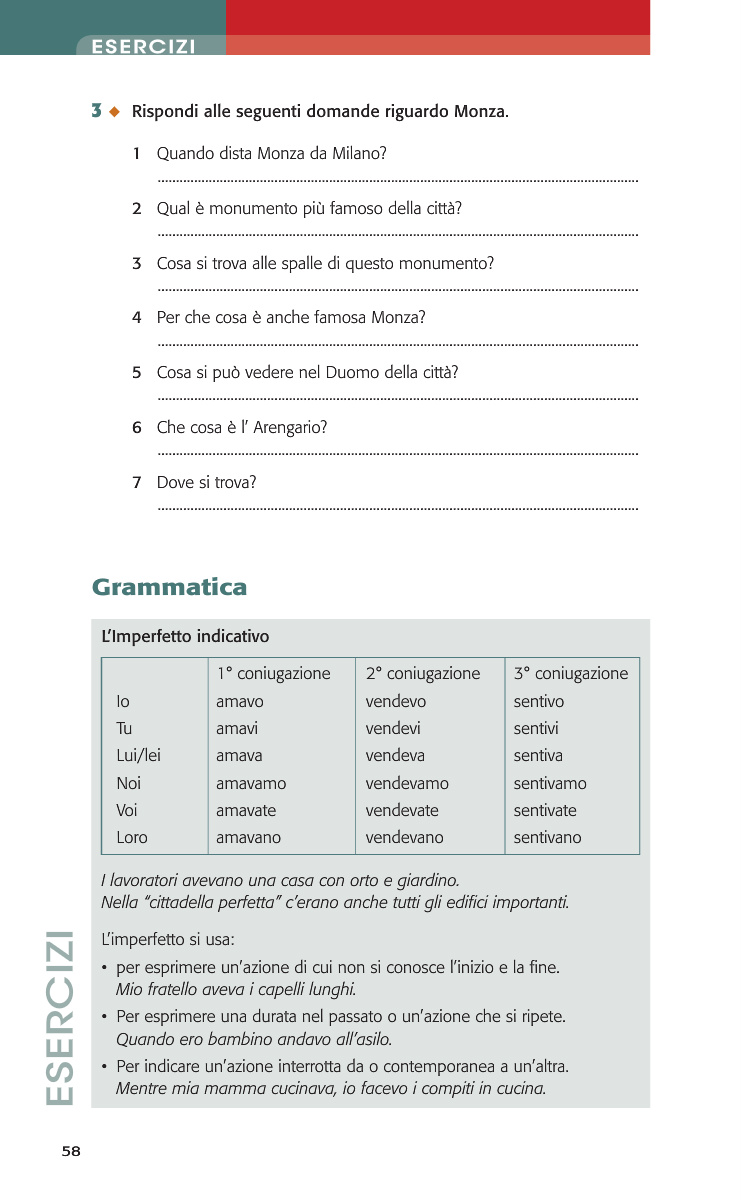 ESERCIZI
3 ◆ Rispondi alle seguenti domande riguardo Monza.
1 Quando dista Monza da Milano?
2 Qual è monumento più famoso della città?
3 Cosa si trova alle spalle di questo monumento?
4 Per che cosa è anche famosa Monza?
5 Cosa si può vedere nel Duomo della città?
6 Che cosa è l' Arengario?
7 Dove si trova?
Grammatica
L'Imperfetto indicativo
1° coniugazione 2° coniugazione 3° coniugazione
Io amavo vendevo sentivo
Tu amavi vendevi sentivi
Lui/lei amava vendeva sentiva
Noi amavamo vendevamo sentivamo
Voi amavate vendevate sentivate
Loro amavano vendevano sentivano
I lavoratori avevano una casa con orto e giardino.
Nella “cittadella perfetta” c'erano anche tutti gli edifici importanti.
L'imperfetto si usa:
• per esprimere un'azione di cui non si conosce l'inizio e la fine.
Mio fratello aveva i capelli lunghi.
• Per esprimere una durata nel passato o un'azione che si ripete.
Quando ero bambino andavo all'asilo.
• Per indicare un'azione interrotta da o contemporanea a un'altra.
Mentre mia mamma cucinava, io facevo i compiti in cucina.
ESERCIZI
58